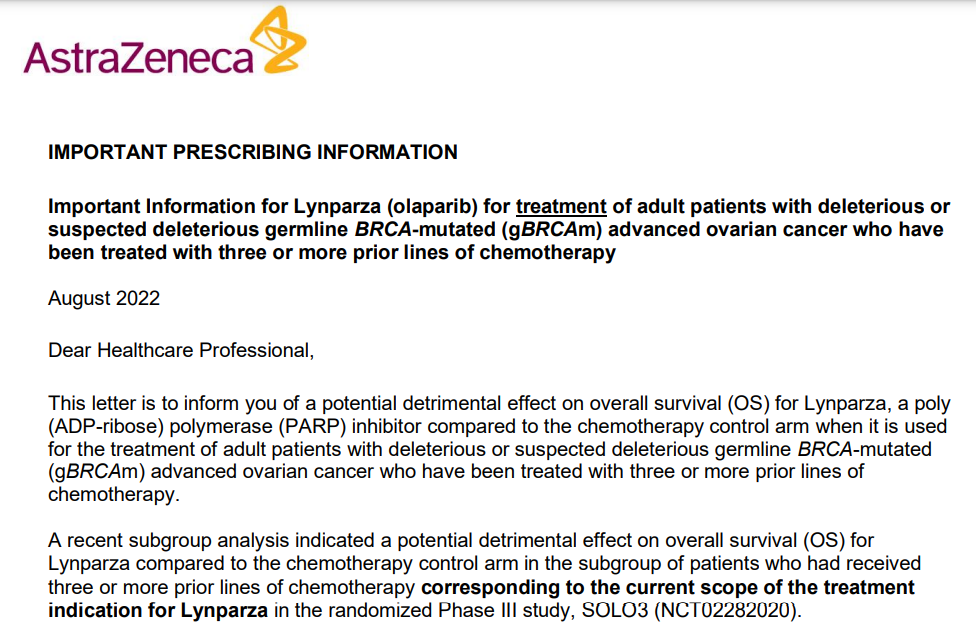 AstraZeneca
IMPORTANT PRESCRIBING INFORMATION
Important Information for Lynparza (olaparib) for treatment of adult patients with deleterious or
suspected deleterious germline BRCA-mutated (gBRCAm) advanced ovarian cancer who have
been treated with three or more prior lines of chemotherapy
August 2022
Dear Healthcare Professional,
This letter is to inform you of a potential detrimental effect on overall survival (OS) for Lynparza, a poly
(ADP-ribose) polymerase (PARP) inhibitor compared to the chemotherapy control arm when it is used
for the treatment of adult patients with deleterious or suspected deleterious germline BRCA-mutated
(gBRCAm) advanced ovarian cancer who have been treated with three or more prior lines of
chemotherapy.
A recent subgroup analysis indicated a potential detrimental effect on overall survival (OS) for
Lynparza compared to the chemotherapy control arm in the subgroup of patients who had received
three or more prior lines of chemotherapy corresponding to the current scope of the treatment
indication for Lynparza in the randomized Phase III study, SOLO3 (NCT02282020).